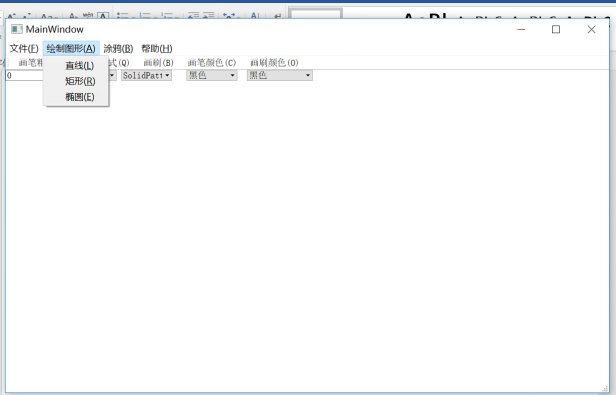 MainWindow
文件(F) 绘制图形(A) 涂鸦(B) 帮助(H)
画笔 式(Q) 画刷(B) 画笔颜色(C) 画刷颜色(O)
0 SolidPatt 黑色 黑色
直线(L)
矩形(R)
椭圆(E)